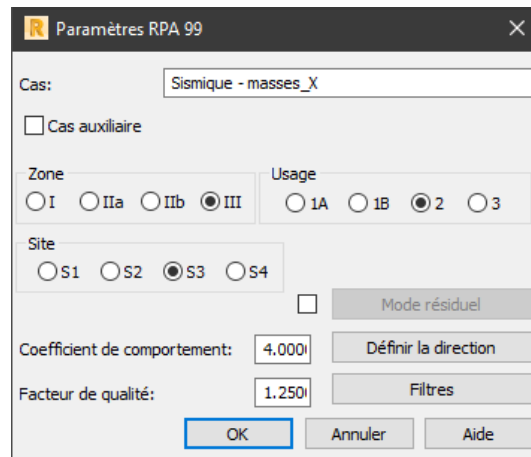 R Paramètres RPA 99
Cas: Sismique - masses_X
Cas auxiliaire
Zone Usage
I IIa IIb III 1A 1B 2 3
Site
S1 S2 S3 S4
Mode résiduel
Coefficient de comportement: 4.000 Définir la direction
Facteur de qualité: 1.250 Filtres
OK Annuler Aide